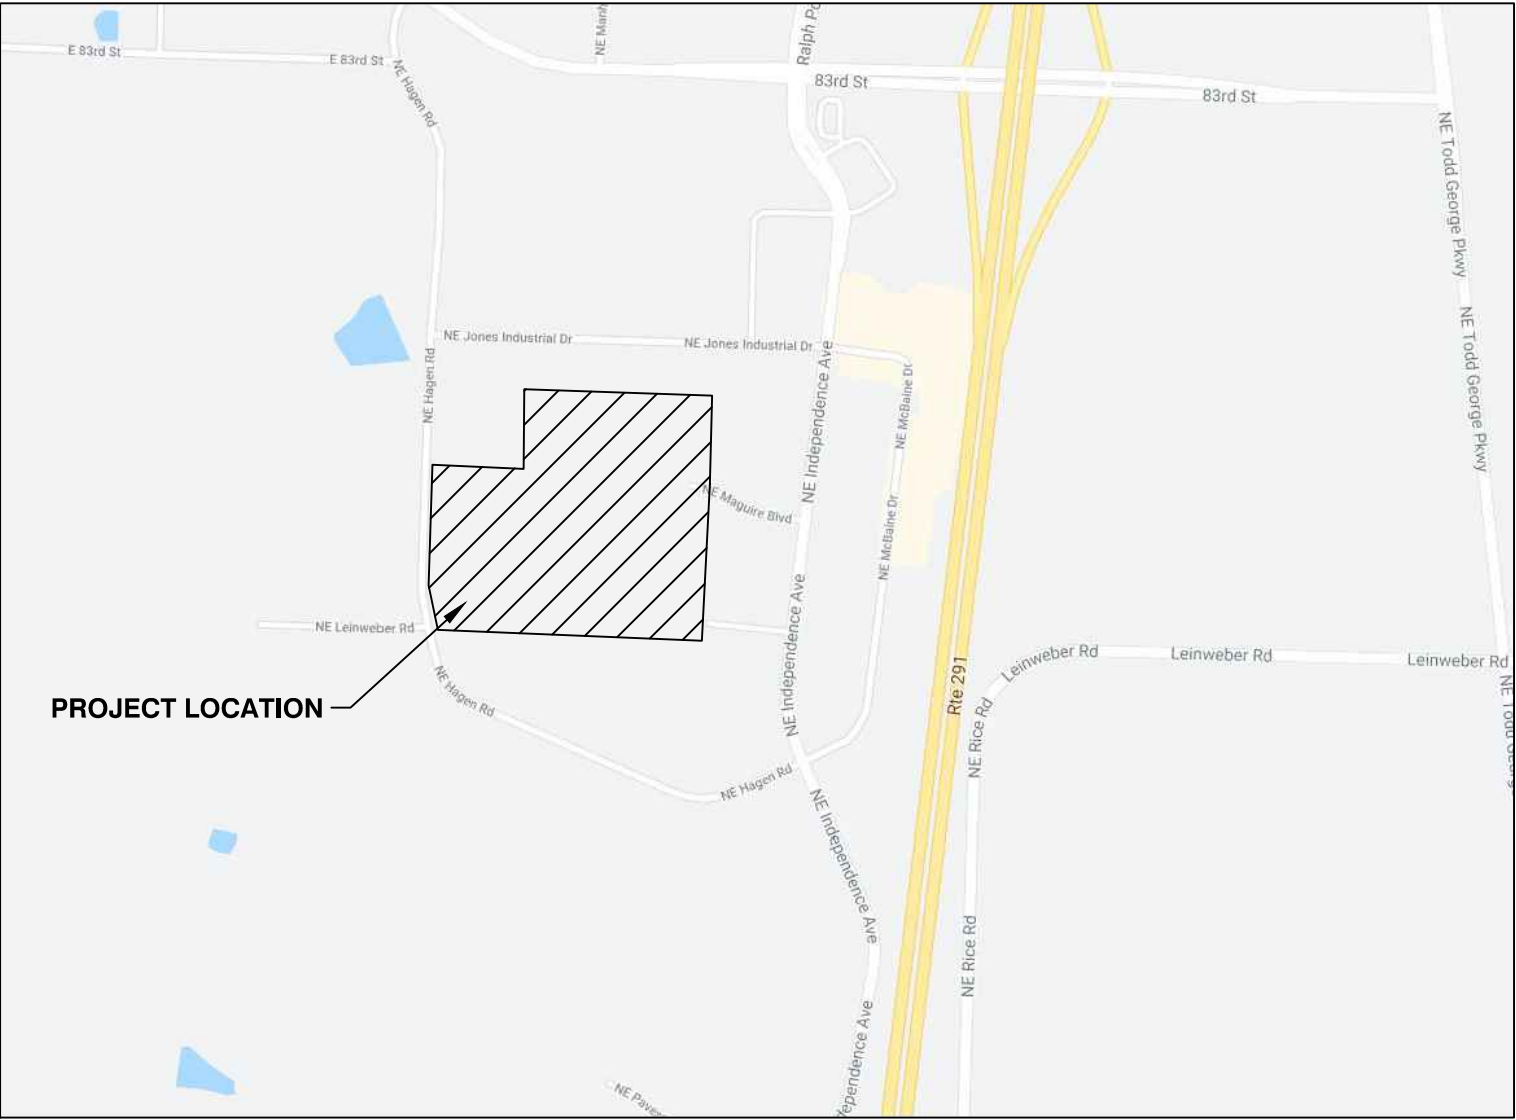 E 83rd St
E 83rd St
NE Hagen Rd
Ralph
83rd St
83rd St
NE Todd George Pkwy
NE Todd George Pkwy
NE Jones Industrial Dr
NE Jones Industrial Dr
NE Hagen Rd
NE Independence Ave
NE McBaine Dr
NE Maguire Blvd
NE McBaine Dr
NE Independence Ave
NE Leinweber Rd
Leinweber Rd
Leinweber Rd
Leinweber Rd
Rte 291
PROJECT LOCATION
NE Hagen Rd
NE Rice Rd
NE Hagen Rd
NE Independence Ave
NE Rice Rd